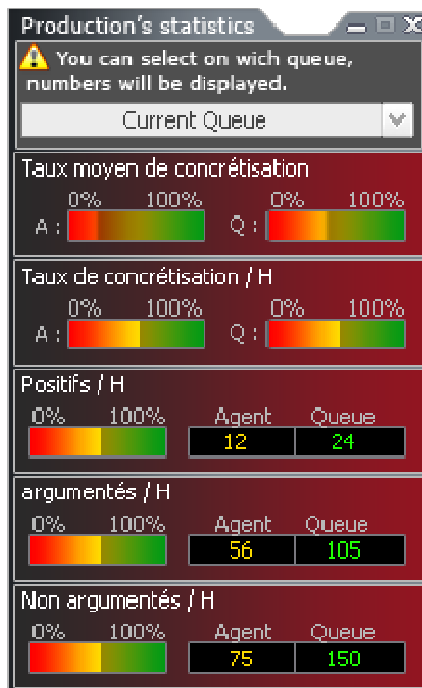 Production's statistics
You can select on wich queue,
numbers will be displayed.
Current Queue
Taux moyen de concrétisation
0% 100% 0% 100%
A : Q :
Taux de concrétisation / H
0% 100% 0% 100%
A : Q :
Positifs / H
0% 100% Agent Queue
12 24
argumentés / H
0% 100% Agent Queue
56 105
Non argumentés / H
0% 100% Agent Queue
75 150